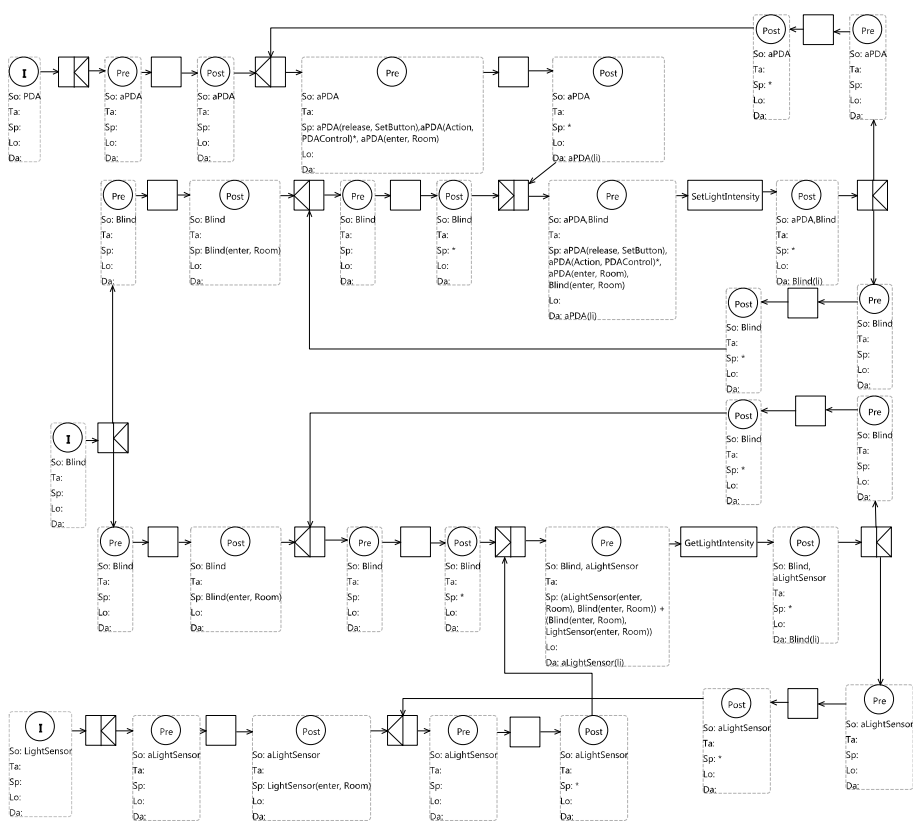 Post
Pre
So: aPDA
Ta:
Sp: *
Lo:
Da:
So: aPDA
Ta:
Sp:
Lo:
Da:
I
So: PDA
Ta:
Sp:
Lo:
Da:
Pre
So: aPDA
Ta:
Sp:
Lo:
Da:
Post
So: aPDA
Ta:
Sp:
Lo:
Da:
Pre
So: aPDA
Ta:
Sp: aPDA(release, SetButton),aPDA(Action,
PDAControl)*, aPDA(enter, Room)
Lo:
Da:
Post
So: aPDA
Ta:
Sp: *
Lo:
Da: aPDA(li)
Pre
So: Blind
Ta:
Sp:
Lo:
Da:
Post
So: Blind
Ta:
Sp: Blind(enter, Room)
Lo:
Da:
Pre
So: Blind
Ta:
Sp:
Lo:
Da:
Post
So: Blind
Ta:
Sp: *
Lo:
Da:
Pre
So: aPDA,Blind
Ta:
Sp: aPDA(release, SetButton),
aPDA(Action, PDAControl)*,
aPDA(enter, Room),
Blind(enter, Room)
Lo:
Da: aPDA(li)
SetLightIntensity
Post
So: aPDA,Blind
Ta:
Sp: *
Lo:
Da: Blind(li)
Post
So: Blind
Ta:
Sp: *
Lo:
Da:
Pre
So: Blind
Ta:
Sp:
Lo:
Da:
Post
So: Blind
Ta:
Sp: *
Lo:
Da:
Pre
So: Blind
Ta:
Sp:
Lo:
Da:
I
So: Blind
Ta:
Sp:
Lo:
Da:
Pre
So: Blind
Ta:
Sp:
Lo:
Da:
Post
So: Blind
Ta:
Sp: Blind(enter, Room)
Lo:
Da:
Pre
So: Blind
Ta:
Sp:
Lo:
Da:
Post
So: Blind
Ta:
Sp: *
Lo:
Da:
Pre
So: Blind, aLightSensor
Ta:
Sp: (aLightSensor(enter,
Room), Blind(enter, Room)) +
(Blind(enter, Room),
LightSensor(enter, Room))
Lo:
Da: aLightSensor(li)
GetLightIntensity
Post
So: Blind,
aLightSensor
Ta:
Sp: *
Lo:
Da: Blind(li)
Post
So: aLightSensor
Ta:
Sp: *
Lo:
Da:
Pre
So: aLightSensor
Ta:
Sp:
Lo:
Da:
I
So: LightSensor
Ta:
Sp:
Lo:
Da:
Pre
So: aLightSensor
Ta:
Sp:
Lo:
Da:
Post
So: aLightSensor
Ta:
Sp: LightSensor(enter, Room)
Lo:
Da:
Pre
So: aLightSensor
Ta:
Sp:
Lo:
Da:
Post
So: aLightSensor
Ta:
Sp: *
Lo:
Da: